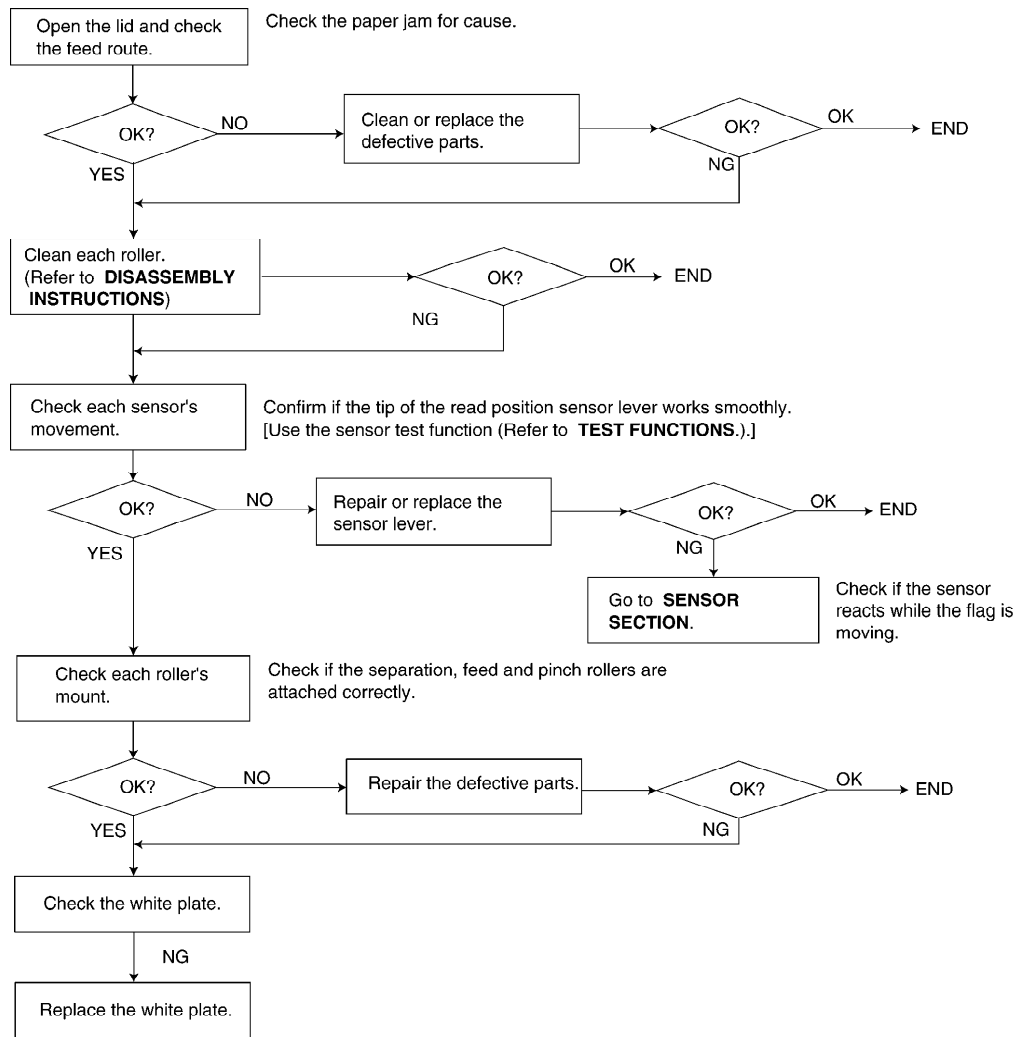 Open the lid and check
the feed route.
Check the paper jam for cause.
OK?
NO
Clean or replace the
defective parts.
OK?
OK
END
YES
NG
Clean each roller.
(Refer to DISASSEMBLY
INSTRUCTIONS)
OK?
OK
END
NG
Check each sensor's
movement.
Confirm if the tip of the read position sensor lever works smoothly.
[Use the sensor test function (Refer to TEST FUNCTIONS.).]
OK?
NO
Repair or replace the
sensor lever.
OK?
OK
END
YES
NG
Go to SENSOR
SECTION.
Check if the sensor
reacts while the flag is
moving.
Check each roller's
mount.
Check if the separation, feed and pinch rollers are
attached correctly.
OK?
NO
Repair the defective parts.
OK?
OK
END
YES
NG
Check the white plate.
NG
Replace the white plate.